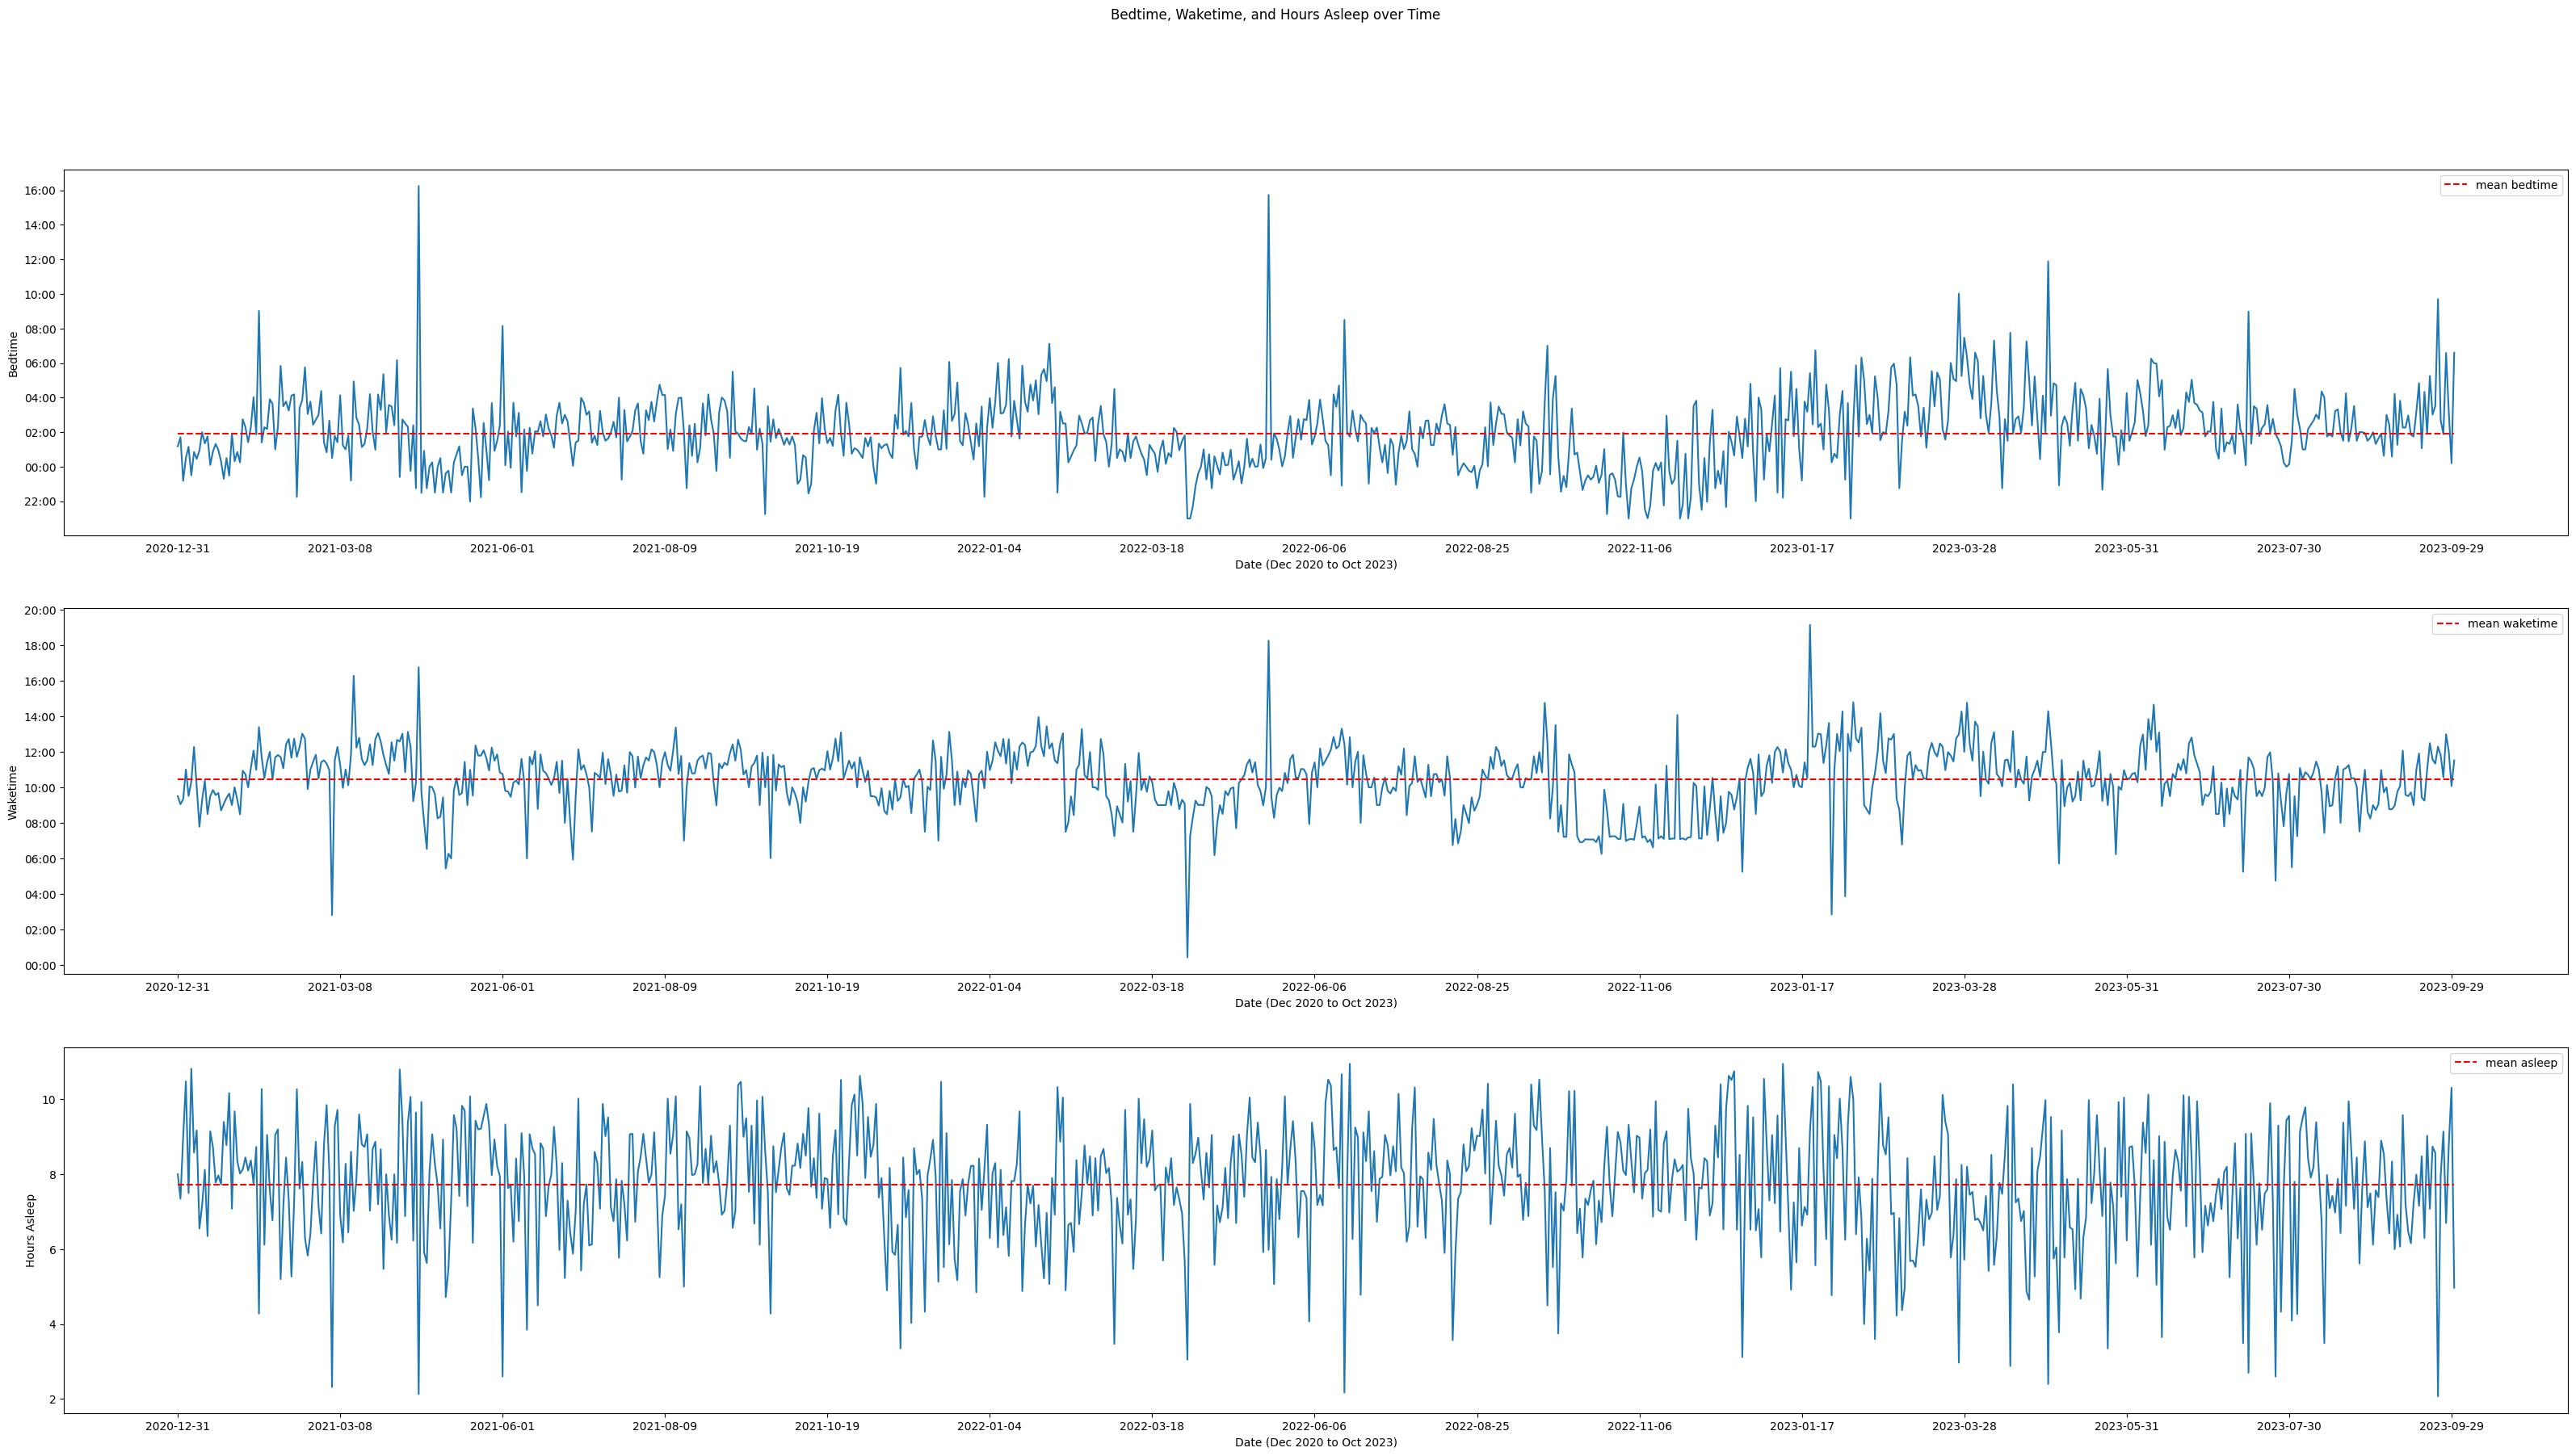 Bedtime, Waketime, and Hours Asleep over Time
mean bedtime
Bedtime
16:00
14:00
12:00
10:00
08:00
06:00
04:00
02:00
00:00
22:00
2020-12-31 2021-03-08 2021-06-01 2021-08-09 2021-10-19 2022-01-04 2022-03-18 2022-06-06 2022-08-25 2022-11-06 2023-01-17 2023-03-28 2023-05-31 2023-07-30 2023-09-29
Date (Dec 2020 to Oct 2023)
mean waketime
Waketime
20:00
18:00
16:00
14:00
12:00
10:00
08:00
06:00
04:00
02:00
00:00
2020-12-31 2021-03-08 2021-06-01 2021-08-09 2021-10-19 2022-01-04 2022-03-18 2022-06-06 2022-08-25 2022-11-06 2023-01-17 2023-03-28 2023-05-31 2023-07-30 2023-09-29
Date (Dec 2020 to Oct 2023)
mean asleep
Hours Asleep
10
8
6
4
2
2020-12-31 2021-03-08 2021-06-01 2021-08-09 2021-10-19 2022-01-04 2022-03-18 2022-06-06 2022-08-25 2022-11-06 2023-01-17 2023-03-28 2023-05-31 2023-07-30 2023-09-29
Date (Dec 2020 to Oct 2023)